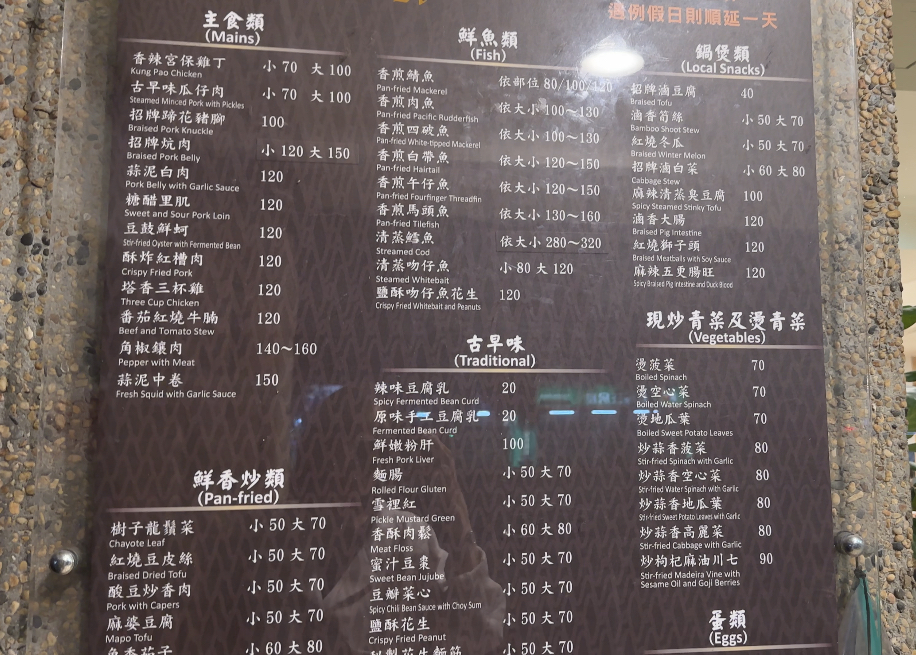 遇例假日則順延一天
主食類
(Mains)
香辣宮保雞丁 小 70 大 100
Kung Pao Chicken
古早味瓜仔肉 小 70 大 100
Steamed Minced Pork with Pickles
招牌蹄花豬腳 100
Braised Pork Knuckle
招牌炕肉 小 120 大 150
Braised Pork Belly
蒜泥白肉 120
Pork Belly with Garlic Sauce
糖醋里肌 120
Sweet and Sour Pork Loin
豆鼓鮮蚵 120
Stir-fried Oyster with Fermented Bean
酥炸紅槽肉 120
Crispy Fried Pork
塔香三杯雞 120
Three Cup Chicken
番茄紅燒牛腩 120
Beef and Tomato Stew
角椒鑲肉 140~160
Pepper with Meat
蒜泥中卷 150
Fresh Squid with Garlic Sauce
鮮香炒類
(Pan-fried)
樹子龍鬚菜 小 50 大 70
Chayote Leaf
紅燒豆皮絲 小 50 大 70
Braised Dried Tofu
酸豆炒香肉 小 50 大 70
Pork with Capers
麻婆豆腐 小 50 大 70
Mapo Tofu
魚香茄子 小 60 大 80
鮮魚類
(Fish)
香煎鯖魚 依部位 80/100/120
Pan-fried Mackerel
香煎肉魚 依大小 100~130
Pan-fried Pacific Rudderfish
香煎四破魚 依大小 100~130
Pan-fried White-tipped Mackerel
香煎白帶魚 依大小 120~150
Pan-fried Hairtail
香煎午仔魚 依大小 120~150
Pan-fried Fourfinger Threadfin
香煎馬頭魚 依大小 130~160
Pan-fried Tilefish
清蒸鱈魚 依大小 280~320
Streamed Cod
清蒸吻仔魚 小 80 大 120
Steamed Whitebait
鹽酥吻仔魚花生 120
Crispy Fried Whitebait and Peanuts
古早味
(Traditional)
辣味豆腐乳 20
Spicy Fermented Bean Curd
原味手工豆腐乳 20
Fermented Bean Curd
鮮嫩粉肝 100
Fresh Pork Liver
麵腸 小 50 大 70
Rolled Flour Gluten
雪裡紅 小 50 大 70
Pickle Mustard Green
香酥肉鬆 小 60 大 80
Meat Floss
蜜汁豆棗 小 50 大 70
Sweet Bean Jujube
豆瓣菜心 小 50 大 70
Spicy Chili Bean Sauce with Choy Sum
鹽酥花生 小 50 大 70
Crispy Fried Peanut
小 50 大 70
鍋煲類
(Local Snacks)
招牌滷豆腐 40
Braised Tofu
滷香筍絲 小 50 大 70
Bamboo Shoot Stew
紅燒冬瓜 小 50 大 70
Braised Winter Melon
招牌滷白菜 小 60 大 80
Cabbage Stew
麻辣清蒸臭豆腐 100
Spicy Steamed Stinky Tofu
滷香大腸 120
Braised Pig Intestine
紅燒獅子頭 120
Braised Meatballs with Soy Sauce
麻辣五更腸旺 120
Spicy Braised Pig Intestine and Duck Blood
現炒青菜及燙青菜
(Vegetables)
燙菠菜 70
Boiled Spinach
燙空心菜 70
Boiled Water Spinach
燙地瓜葉 70
Boiled Sweet Potato Leaves
炒蒜香菠菜 80
Stir-fried Spinach with Garlic
炒蒜香空心菜 80
Stir-fried Water Spinach with Garlic
炒蒜香地瓜葉 80
Stir-fried Sweet Potato Leaves with Garlic
炒蒜香高麗菜 80
Stir-fried Cabbage with Garlic
炒枸杞麻油川七 90
Stir-fried Madeira Vine with
Sesame Oil and Goji Berries
蛋類
(Eggs)